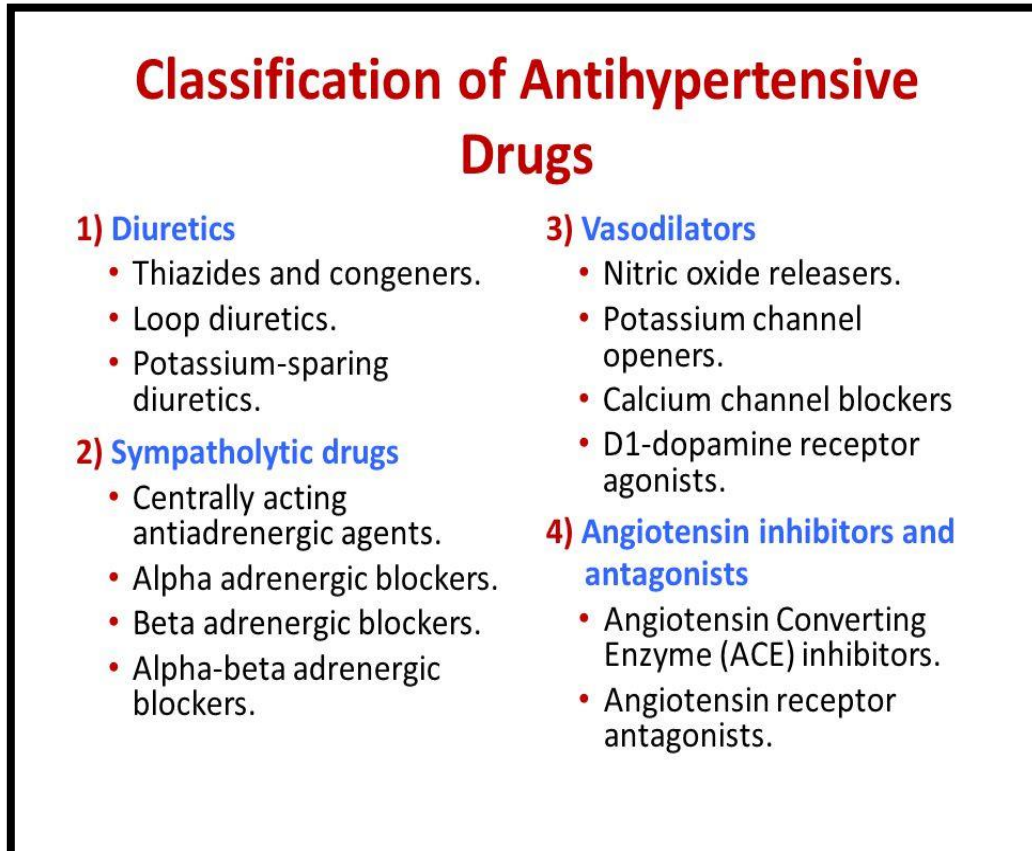 Classification of Antihypertensive
Drugs
1) Diuretics
• Thiazides and congeners.
• Loop diuretics.
• Potassium-sparing
diuretics.
2) Sympatholytic drugs
• Centrally acting
antiadrenergic agents.
• Alpha adrenergic blockers.
• Beta adrenergic blockers.
• Alpha-beta adrenergic
blockers.
3) Vasodilators
• Nitric oxide releasers.
• Potassium channel
openers.
• Calcium channel blockers
• D1-dopamine receptor
agonists.
4) Angiotensin inhibitors and
antagonists
• Angiotensin Converting
Enzyme (ACE) inhibitors.
• Angiotensin receptor
antagonists.